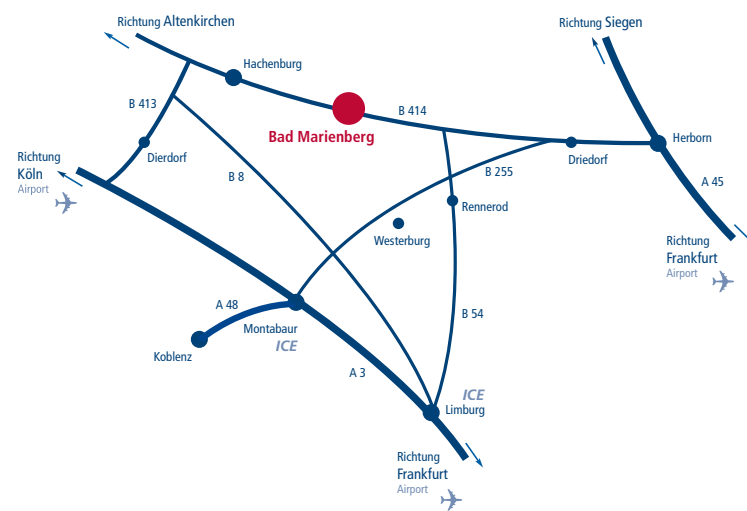 Richtung Altenkirchen
Richtung Siegen
Hachenburg
B 413
B 414
Bad Marienberg
Herborn
Dierdorf
Driedorf
Richtung
Köln
Airport
B 8
B 255
A 45
Rennerod
Westerburg
Richtung
Frankfurt
Airport
A 48
Montabaur
ICE
B 54
Koblenz
A 3
ICE
Limburg
Richtung
Frankfurt
Airport